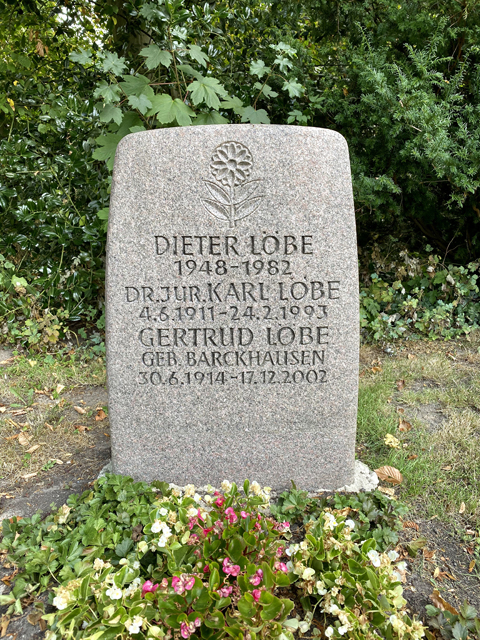 DIETER LÖBE
1948-1982
DR.JUR.KARL LÖBE
4.6.1911-24.2.1993
GERTRUD LÖBE
GEB. BARCKHAUSEN
30.6.1914-17.12.2002